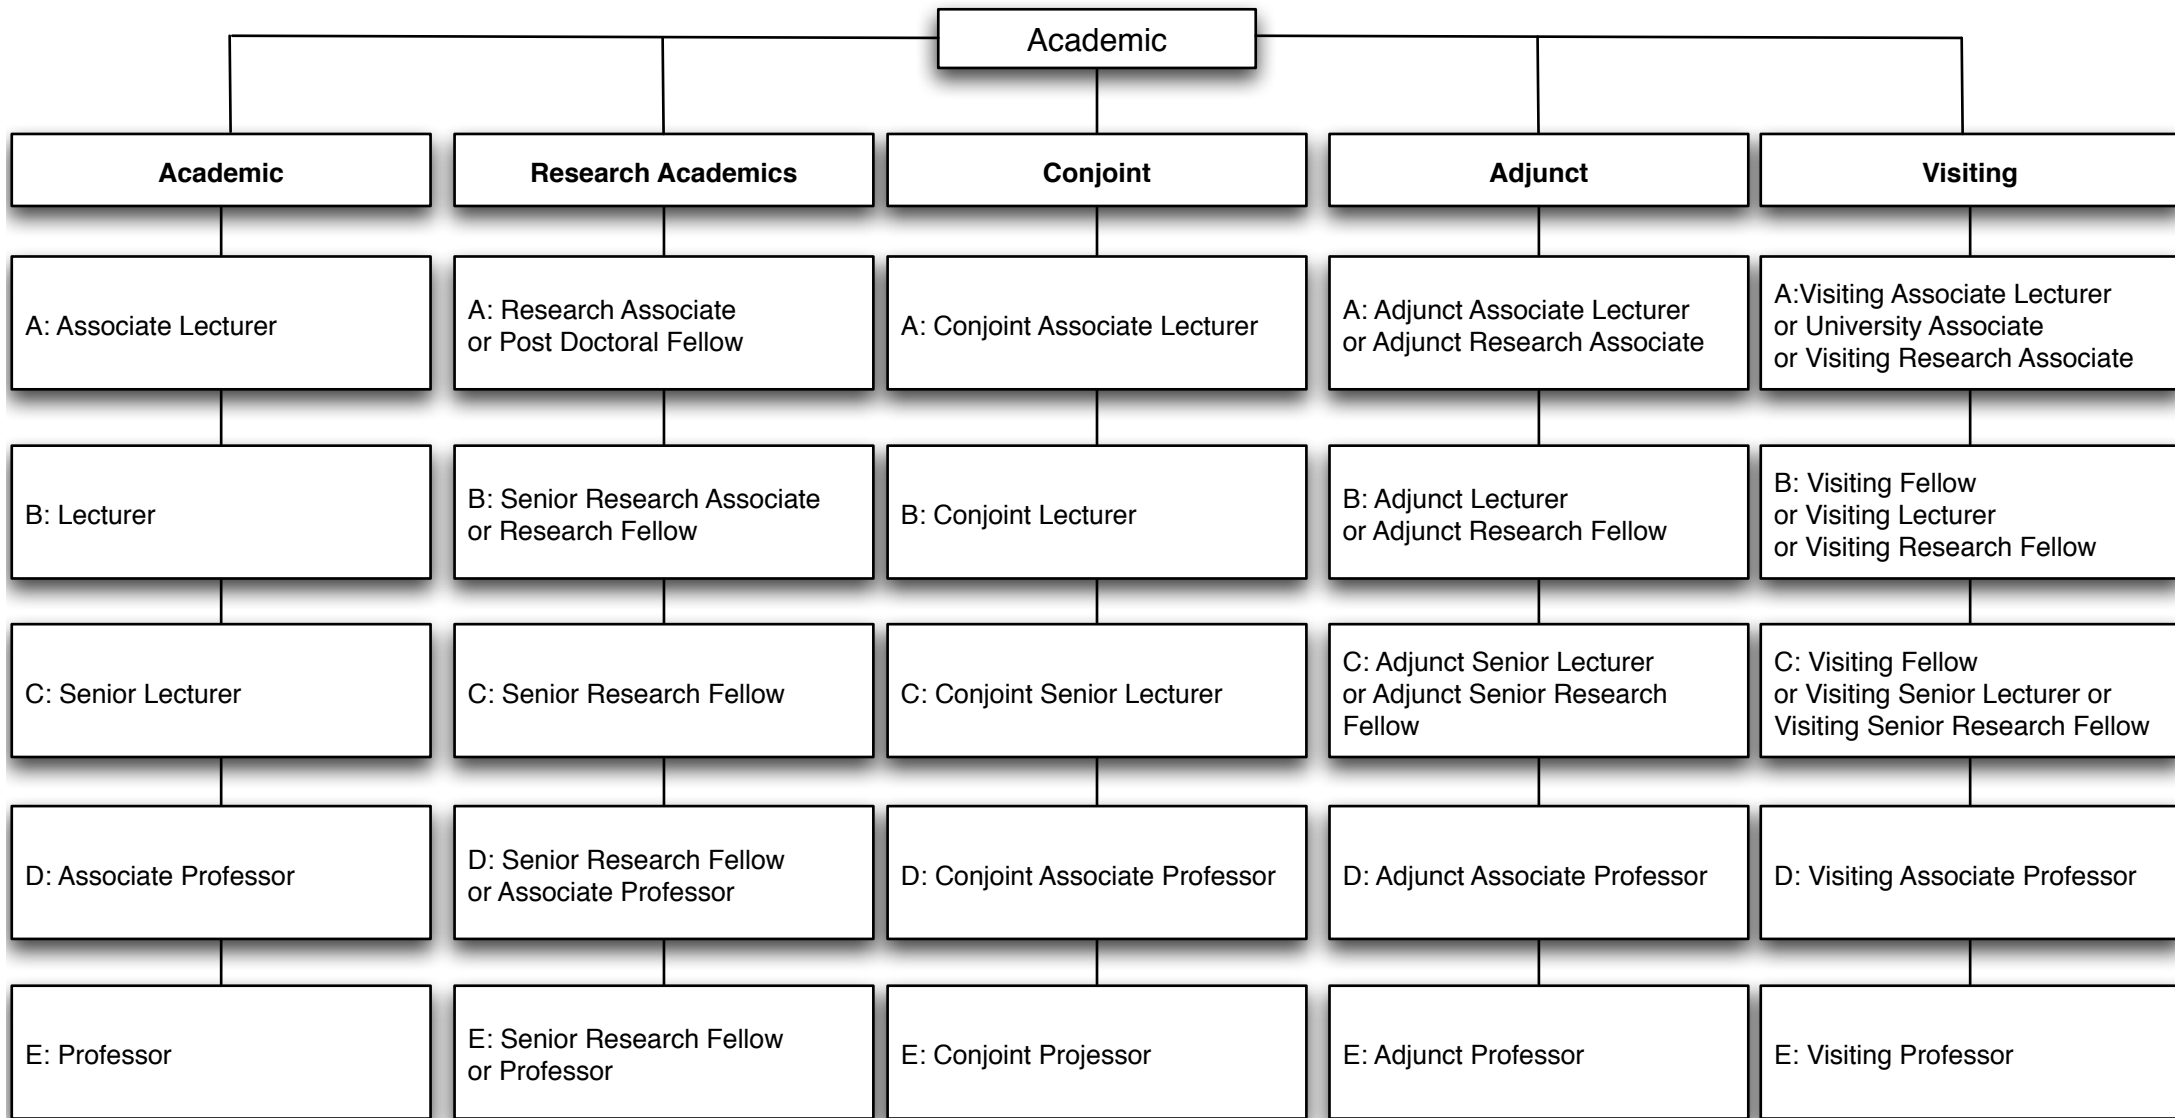 Academic
Academic
Research Academics
Conjoint
Adjunct
Visiting
A: Associate Lecturer
A: Research Associate
or Post Doctoral Fellow
A: Conjoint Associate Lecturer
A: Adjunct Associate Lecturer
or Adjunct Research Associate
A:Visiting Associate Lecturer
or University Associate
or Visiting Research Associate
B: Lecturer
B: Senior Research Associate
or Research Fellow
B: Conjoint Lecturer
B: Adjunct Lecturer
or Adjunct Research Fellow
B: Visiting Fellow
or Visiting Lecturer
or Visiting Research Fellow
C: Senior Lecturer
C: Senior Research Fellow
C: Conjoint Senior Lecturer
C: Adjunct Senior Lecturer
or Adjunct Senior Research
Fellow
C: Visiting Fellow
or Visiting Senior Lecturer or
Visiting Senior Research Fellow
D: Associate Professor
D: Senior Research Fellow
or Associate Professor
D: Conjoint Associate Professor
D: Adjunct Associate Professor
D: Visiting Associate Professor
E: Professor
E: Senior Research Fellow
or Professor
E: Conjoint Projessor
E: Adjunct Professor
E: Visiting Professor